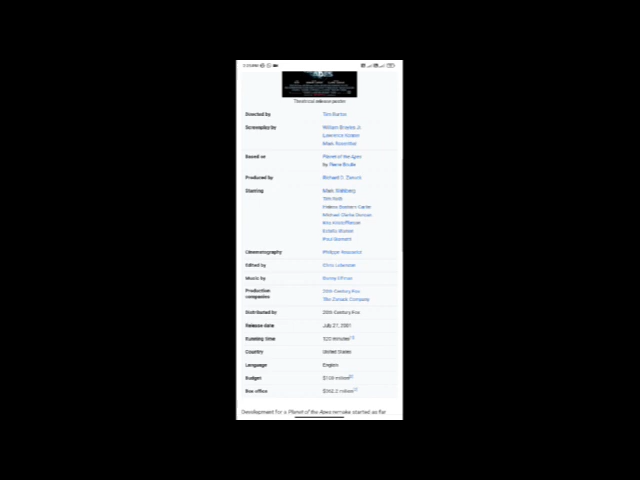 Theatrical release poster
Directed by Tim Burton
Screenplay by William Broyles Jr.
Lawrence Konner
Mark Rosenthal
Based on Planet of the Apes
by Pierre Boulle
Produced by Richard D. Zanuck
Starring Mark Wahlberg
Tim Roth
Helena Bonham Carter
Michael Clarke Duncan
Kris Kristofferson
Estella Warren
Paul Giamatti
Cinematography Philippe Rousselot
Edited by Chris Lebenzon
Music by Danny Elfman
Production
companies
20th Century Fox
The Zanuck Company
Distributed by 20th Century Fox
Release date July 27, 2001
Running time 120 minutes
Country United States
Language English
Budget $100 million
Box office $362.2 million
Development for a Planet of the Apes remake started as far